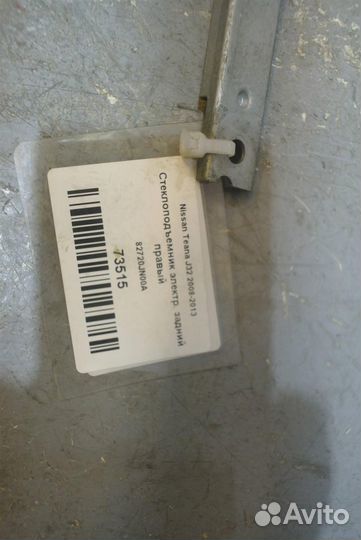 Nissan Teana J32 2008-2013
Стеклоподъемник электр. задний
правый
82720JN00A
73515
Avito